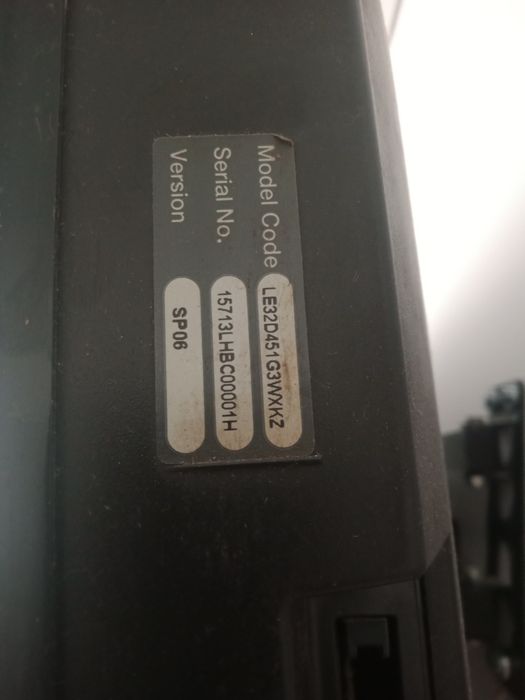 Model Code LE32D451G3WXKZ
Serial No. 15713LHBC00001H
Version SP06